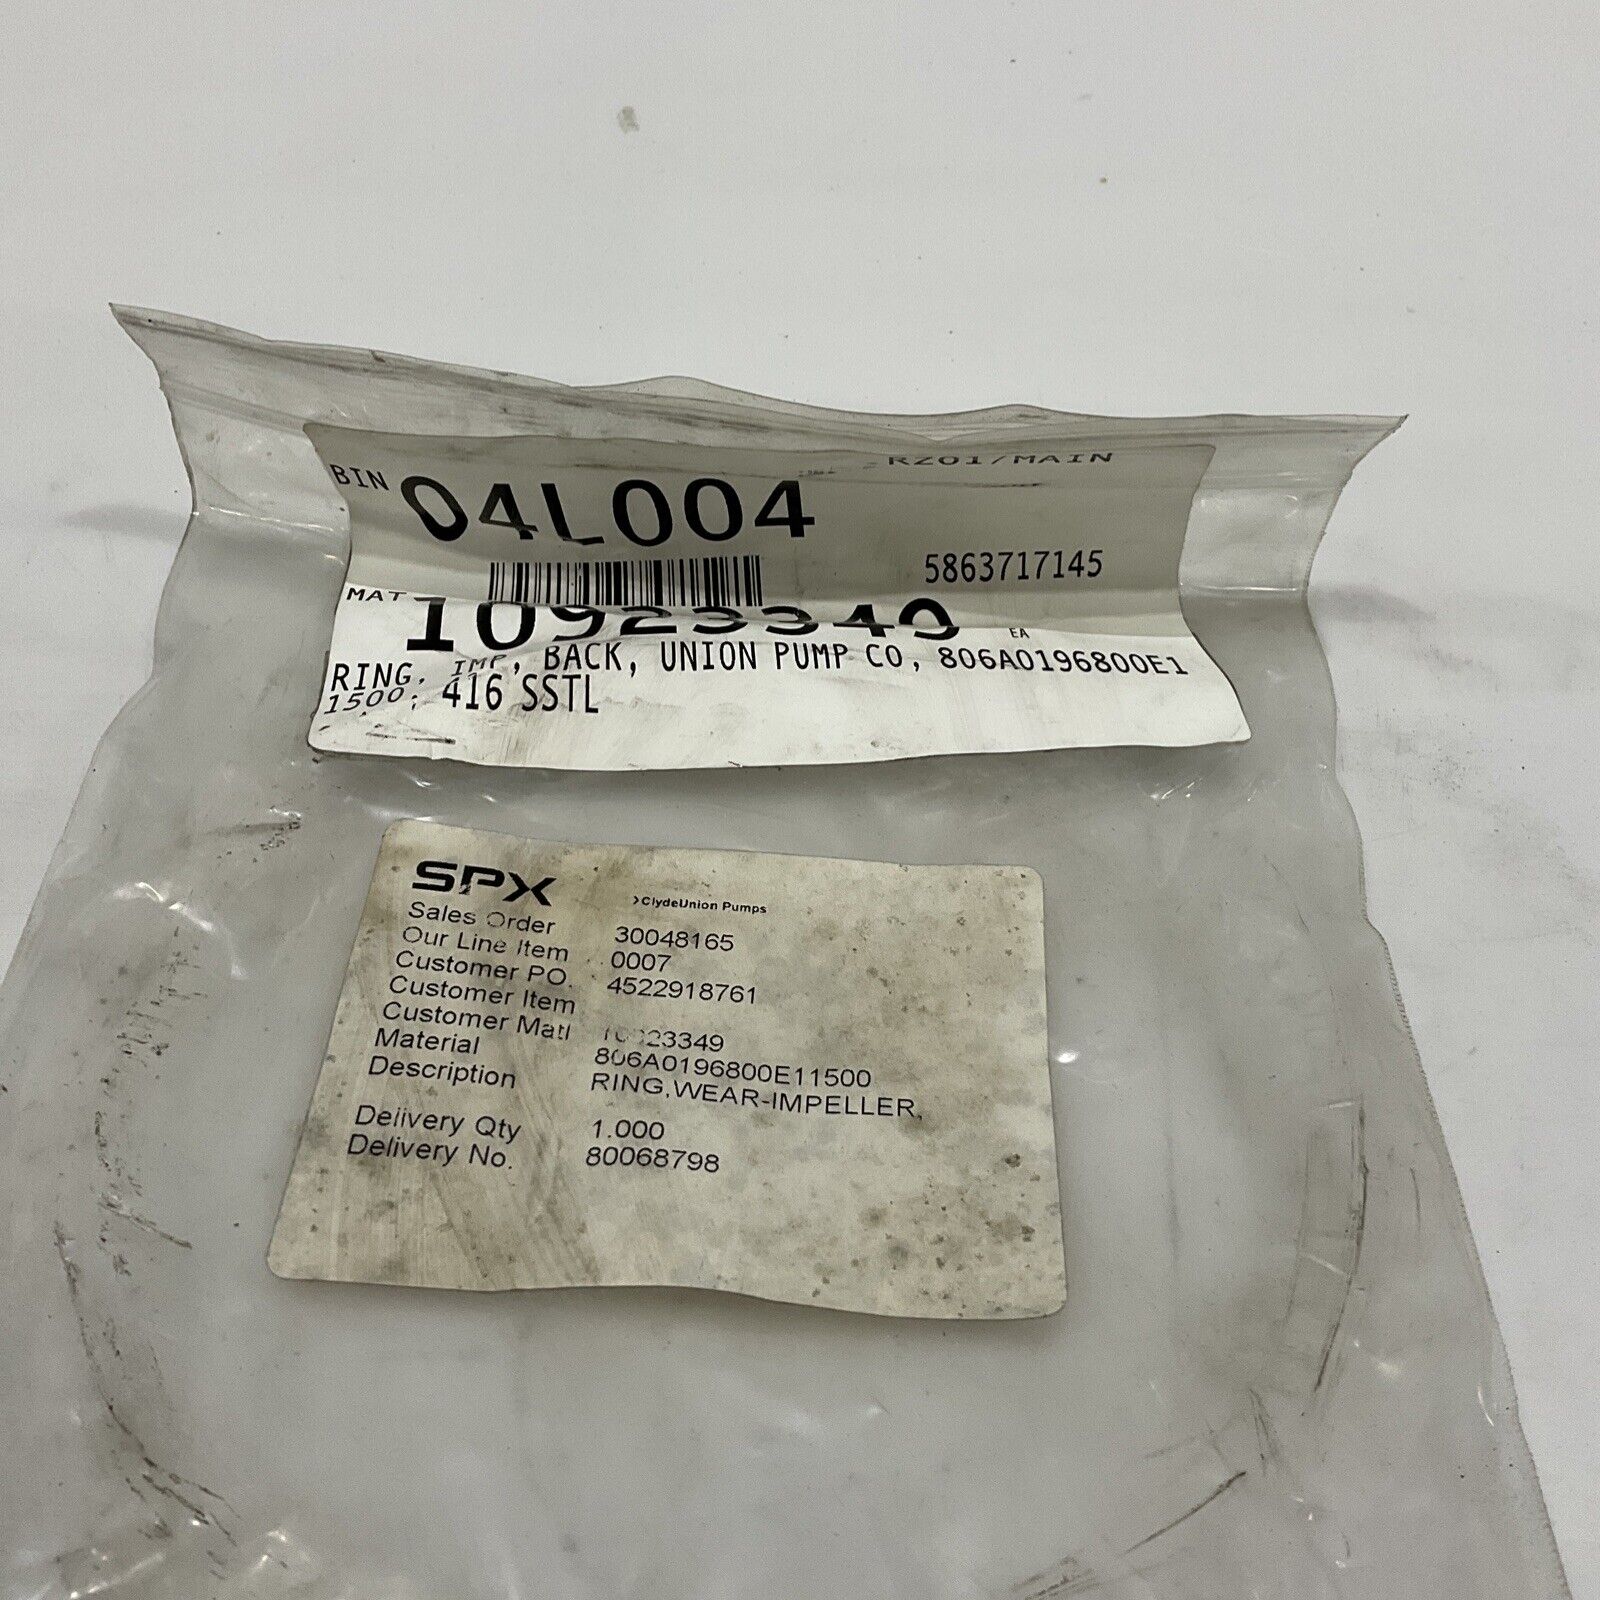 RZ01/MAIN
BIN 04L004
5863717145
MAT 10923349 EA
RING, IMP, BACK, UNION PUMP CO, 806A0196800E1
1500; 416 SSTL
SPX >ClydeUnion Pumps
Sales Order 30048165
Our Line Item 0007
Customer PO. 4522918761
Customer Item
Customer Matl 10923349
Material 806A0196800E11500
Description RING,WEAR-IMPELLER,
Delivery Qty 1.000
Delivery No. 80068798